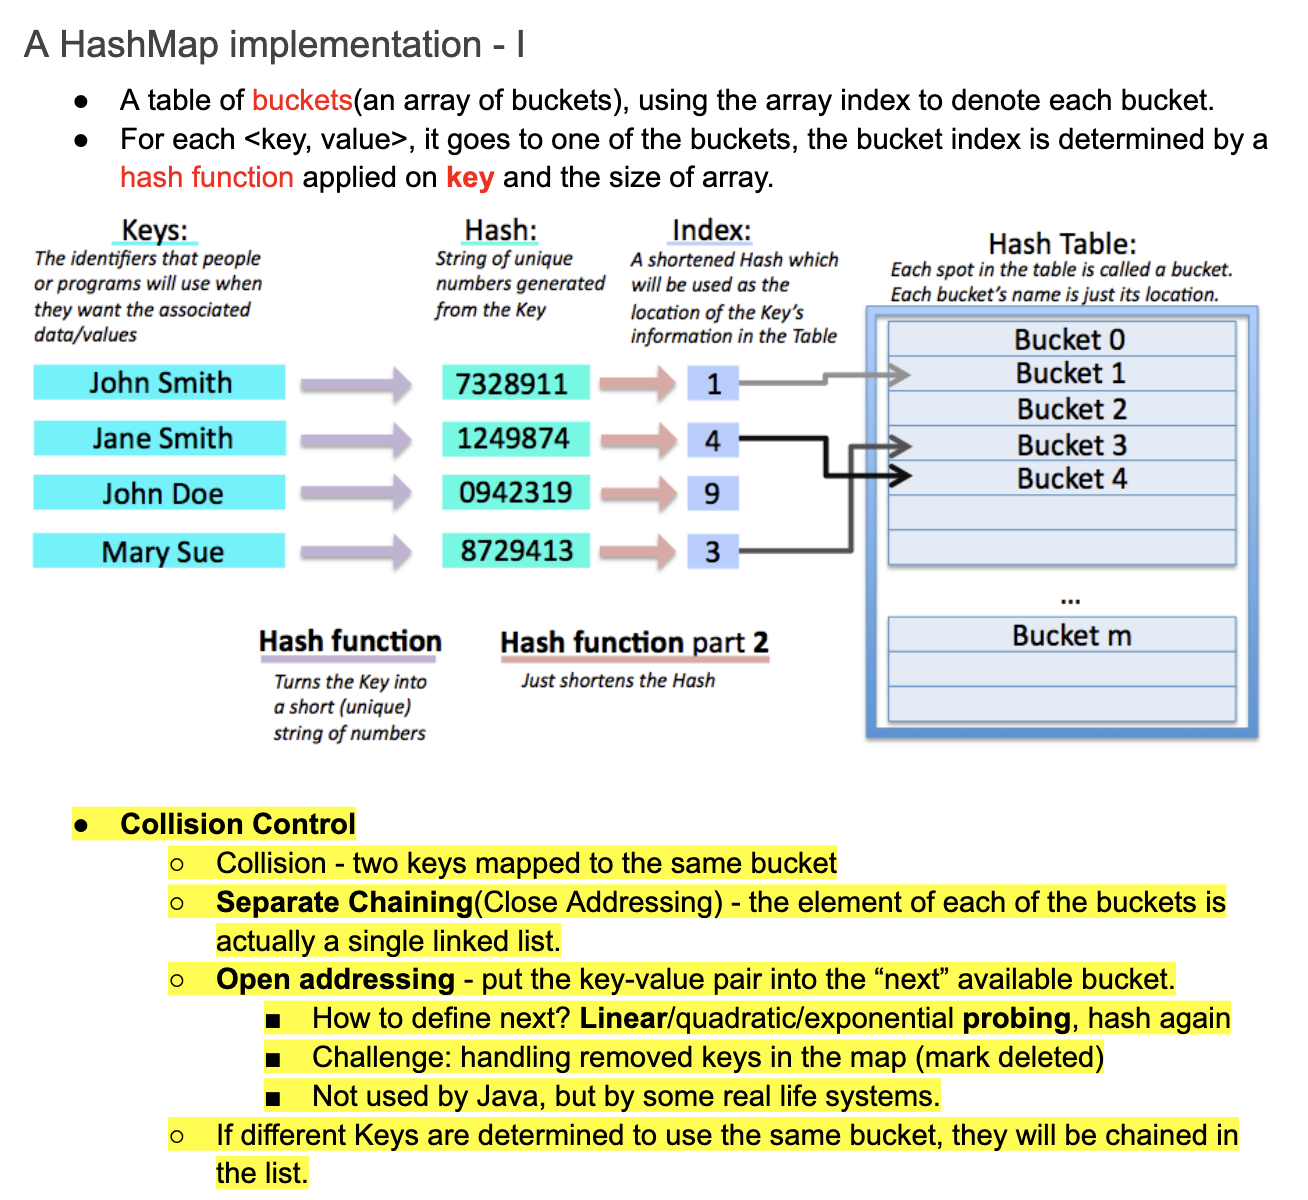 A HashMap implementation - I
● A table of buckets(an array of buckets), using the array index to denote each bucket.
● For each <key, value>, it goes to one of the buckets, the bucket index is determined by a
hash function applied on key and the size of array.
Keys:
The identifiers that people
or programs will use when
they want the associated
data/values
Hash:
String of unique
numbers generated
from the Key
Index:
A shortened Hash which
will be used as the
location of the Key's
information in the Table
Hash Table:
Each spot in the table is called a bucket.
Each bucket's name is just its location.
John Smith
7328911
1
Jane Smith
1249874
4
John Doe
0942319
9
Mary Sue
8729413
3
Bucket 0
Bucket 1
Bucket 2
Bucket 3
Bucket 4
...
Bucket m
Hash function
Turns the Key into
a short (unique)
string of numbers
Hash function part 2
Just shortens the Hash
● Collision Control
○ Collision - two keys mapped to the same bucket
○ Separate Chaining(Close Addressing) - the element of each of the buckets is
actually a single linked list.
○ Open addressing - put the key-value pair into the “next” available bucket.
■ How to define next? Linear/quadratic/exponential probing, hash again
■ Challenge: handling removed keys in the map (mark deleted)
■ Not used by Java, but by some real life systems.
○ If different Keys are determined to use the same bucket, they will be chained in
the list.